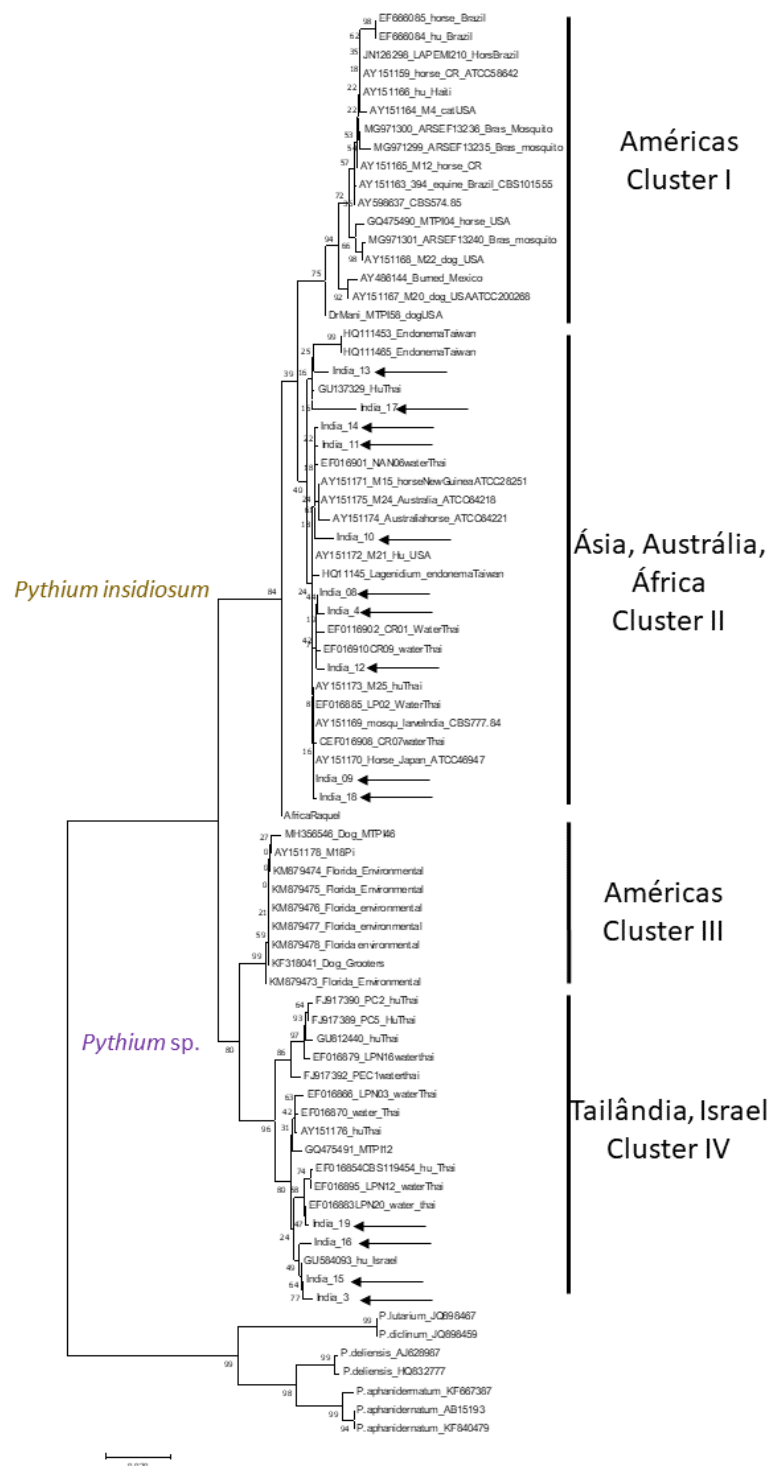 EF666085_horse_Brazil
EF666084_hu_Brazil
JN126298_LAPEMI210_HorsBrazil
AY151159_horse_CR_ATCC58642
AY151166_hu_Haiti
AY151164_M4_catUSA
MG971300_ARSEF13236_Bras_Mosquito
MG971299_ARSEF13235_Bras_mosquito
AY151165_M12_horse_CR
AY151163_394_equine_Brazil_CBS101555
AY598637_CBS574.85
GQ475490_MTPI04_horse_USA
MG971301_ARSEF13240_Bras_mosquito
AY151168_M22_dog_USA
AY486144_Burned_Mexico
AY151167_M20_dog_USAATCC200268
DrMani_MTPI58_dogUSA
Américas
Cluster I
HQ111453_EndonemaTaiwan
HQ111465_EndonemaTaiwan
India_13
GU137329_HuThai
India_17
India_14
India_11
EF016901_NAN06waterThai
AY151171_M15_horseNewGuineaATCC28251
AY151175_M24_Australia_ATCC64218
AY151174_Australiahorse_ATCC64221
India_10
AY151172_M21_Hu_USA
HQ11145_Lagenidium_endonemaTaiwan
India_08
India_4
EF0116902_CR01_WaterThai
EF016910CR09_waterThai
India_12
AY151173_M25_huThai
EF016885_LP02_WaterThai
AY151169_mosqu_larveIndia_CBS777.84
CEF016908_CR07waterThai
AY151170_Horse_Japan_ATCC46947
India_09
India_18
AfricaRaquel
Ásia, Austrália,
África
Cluster II
Pythium insidiosum
MH356546_Dog_MTPI46
AY151178_M18Pi
KM879474_Florida_Environmental
KM879475_Florida_Environmental
KM879476_Florida_environmental
KM879477_Florida_environmental
KM879478_Florida environmental
KF318041_Dog_Grooters
KM879473_Florida_Environmental
Américas
Cluster III
Pythium sp.
FJ917390_PC2_huThai
FJ917389_PC5_HuThai
GU812440_huThai
EF016879_LPN16waterthai
FJ917392_PEC1waterthai
EF016866_LPN03_waterThai
EF016870_water_Thai
AY151176_huThai
GQ475491_MTPI12
EF016854CBS119454_hu_Thai
EF016895_LPN12_waterThai
EF016883LPN20_water_thai
India_19
India_16
GU584093_hu_Israel
India_15
India_3
Tailândia, Israel
Cluster IV
P.lutarium_JQ898467
P.diclinum_JQ898459
P.deliensis_AJ628987
P.deliensis_HQ832777
P.aphanidermatum_KF667387
P.aphanidernatum_AB15193
P.aphanidernatum_KF840479